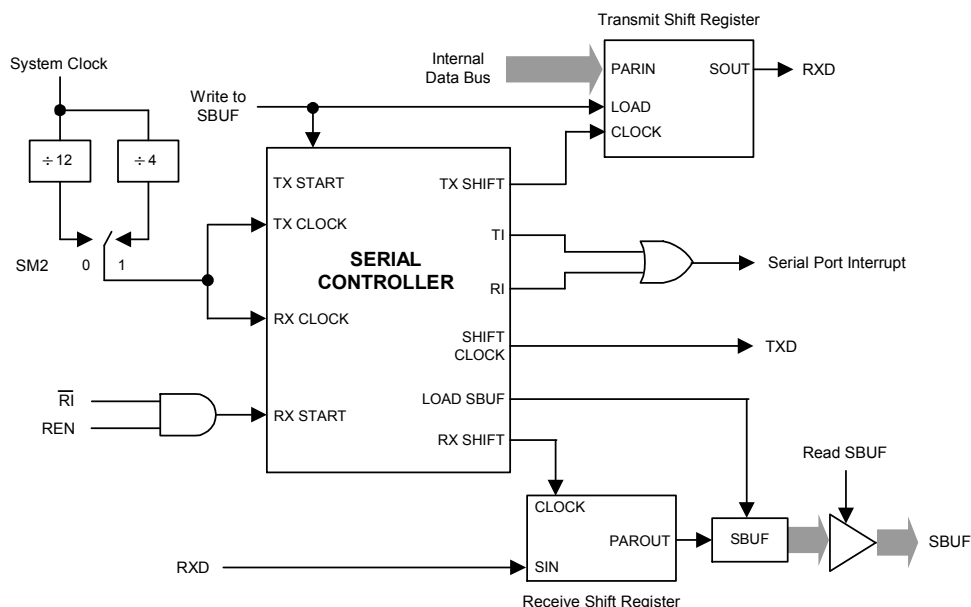 Transmit Shift Register
System Clock
Internal
Data Bus
PARIN
SOUT
RXD
Write to
SBUF
LOAD
CLOCK
÷ 12
÷ 4
TX START
TX SHIFT
TX CLOCK
TI
SERIAL
CONTROLLER
Serial Port Interrupt
SM2
0
1
RI
RX CLOCK
SHIFT
CLOCK
TXD
R̅I̅
LOAD SBUF
REN
RX START
RX SHIFT
Read SBUF
CLOCK
PAROUT
SBUF
SBUF
RXD
SIN
Receive Shift Register